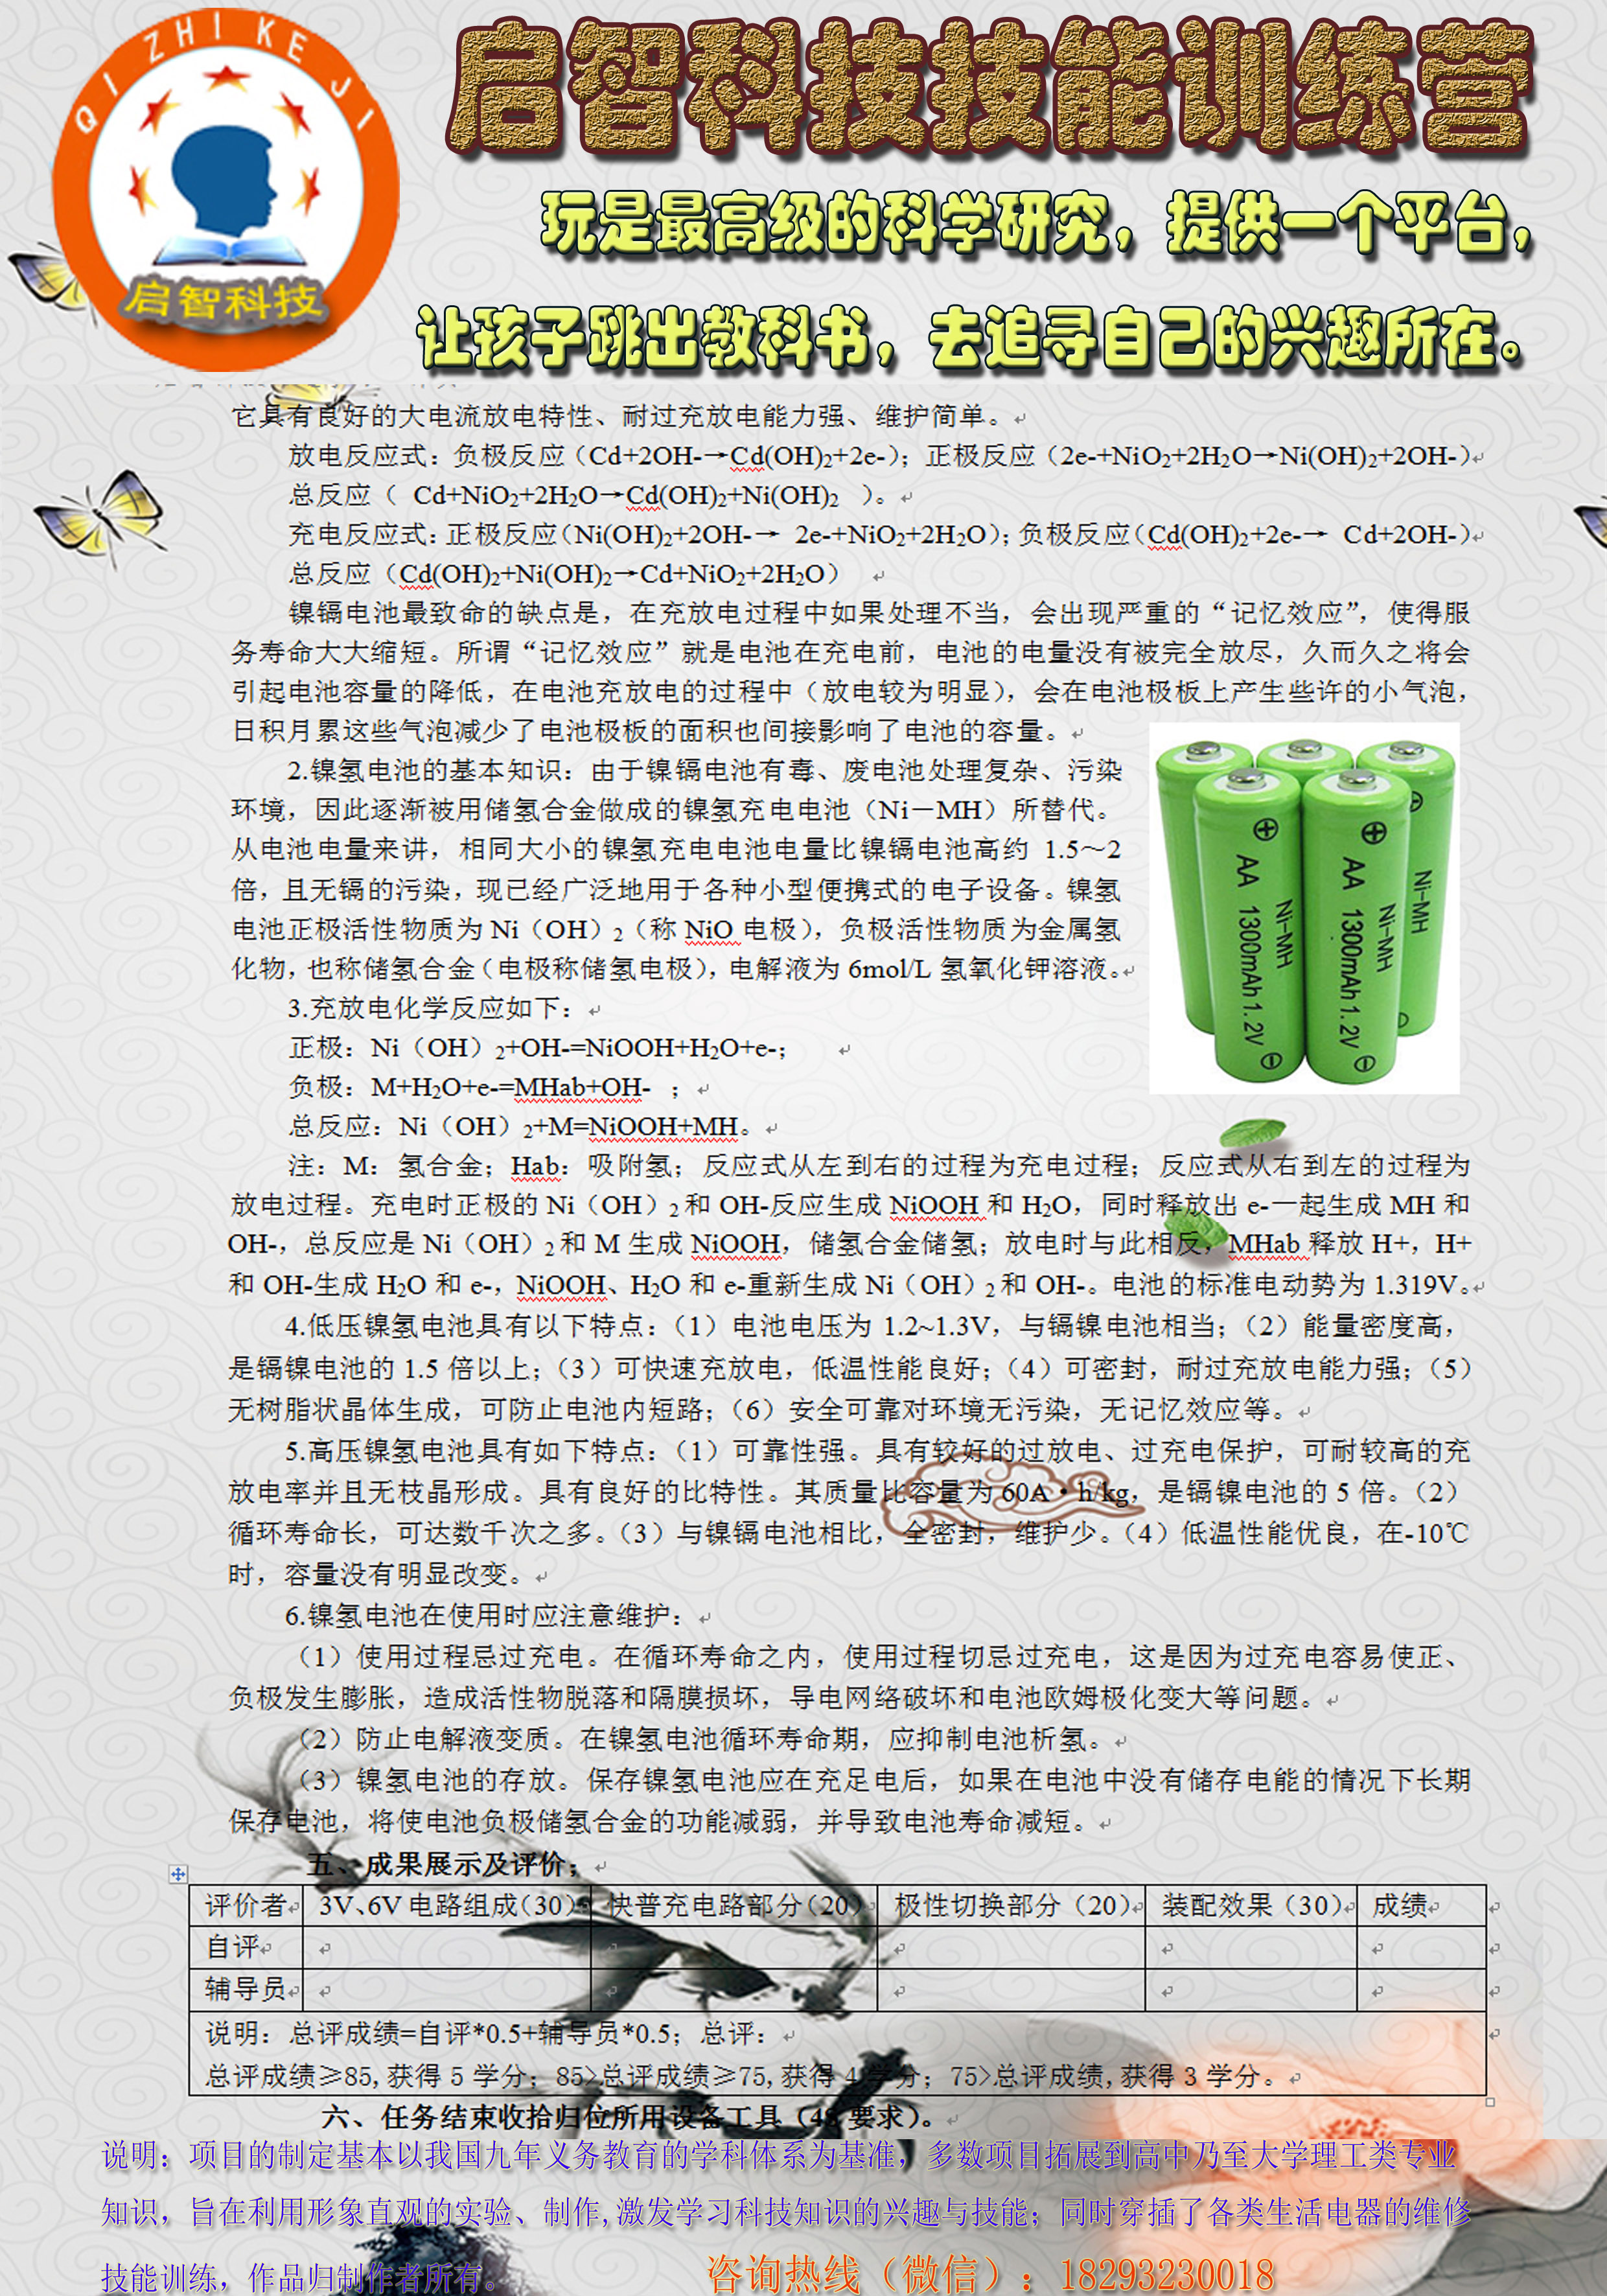 QI ZHI KE JI
启智科技
启智科技技能训练营
玩是最高级的科学研究，提供一个平台，
让孩子跳出教科书，去追寻自己的兴趣所在。
它具有良好的大电流放电特性、耐过充放电能力强、维护简单。
放电反应式：负极反应（Cd+2OH-→Cd(OH)₂+2e-）；正极反应（2e-+NiO₂+2H₂O→Ni(OH)₂+2OH-）
总反应（ Cd+NiO₂+2H₂O→Cd(OH)₂+Ni(OH)₂ ）。
充电反应式：正极反应（Ni(OH)₂+2OH-→ 2e-+NiO₂+2H₂O）；负极反应（Cd(OH)₂+2e-→ Cd+2OH-）
总反应（Cd(OH)₂+Ni(OH)₂→Cd+NiO₂+2H₂O）
镍镉电池最致命的缺点是，在充放电过程中如果处理不当，会出现严重的“记忆效应”，使得服
务寿命大大缩短。所谓“记忆效应”就是电池在充电前，电池的电量没有被完全放尽，久而久之将会
引起电池容量的降低，在电池充放电的过程中（放电较为明显），会在电池极板上产生些许的小气泡，
日积月累这些气泡减少了电池极板的面积也间接影响了电池的容量。
2.镍氢电池的基本知识：由于镍镉电池有毒、废电池处理复杂、污染
环境，因此逐渐被用储氢合金做成的镍氢充电电池（Ni－MH）所替代。
从电池电量来讲，相同大小的镍氢充电电池电量比镍镉电池高约 1.5～2
倍，且无镉的污染，现已经广泛地用于各种小型便携式的电子设备。镍氢
电池正极活性物质为 Ni（OH）₂（称 NiO 电极），负极活性物质为金属氢
化物，也称储氢合金（电极称储氢电极），电解液为 6mol/L 氢氧化钾溶液。
AA 1300mAh 1.2V
Ni-MH
AA 1300mAh 1.2V
Ni-MH
Ni-MH
3.充放电化学反应如下：
正极：Ni（OH）₂+OH-=NiOOH+H₂O+e-；
负极：M+H₂O+e-=MHab+OH- ；
总反应：Ni（OH）₂+M=NiOOH+MH。
注：M：氢合金；Hab：吸附氢；反应式从左到右的过程为充电过程；反应式从右到左的过程为
放电过程。充电时正极的 Ni（OH）₂和 OH-反应生成 NiOOH 和 H₂O，同时释放出 e-一起生成 MH 和
OH-，总反应是 Ni（OH）₂和 M 生成 NiOOH，储氢合金储氢；放电时与此相反，MHab 释放 H+，H+
和 OH-生成 H₂O 和 e-，NiOOH、H₂O 和 e-重新生成 Ni（OH）₂和 OH-。电池的标准电动势为 1.319V。
4.低压镍氢电池具有以下特点：（1）电池电压为 1.2~1.3V，与镉镍电池相当；（2）能量密度高，
是镉镍电池的 1.5 倍以上；（3）可快速充放电，低温性能良好；（4）可密封，耐过充放电能力强；（5）
无树脂状晶体生成，可防止电池内短路；（6）安全可靠对环境无污染，无记忆效应等。
5.高压镍氢电池具有如下特点：（1）可靠性强。具有较好的过放电、过充电保护，可耐较高的充
放电率并且无枝晶形成。具有良好的比特性。其质量比容量为 60A·h/kg，是镉镍电池的 5 倍。（2）
循环寿命长，可达数千次之多。（3）与镍镉电池相比，全密封，维护少。（4）低温性能优良，在-10℃
时，容量没有明显改变。
6.镍氢电池在使用时应注意维护：
（1）使用过程忌过充电。在循环寿命之内，使用过程切忌过充电，这是因为过充电容易使正、
负极发生膨胀，造成活性物脱落和隔膜损坏，导电网络破坏和电池欧姆极化变大等问题。
（2）防止电解液变质。在镍氢电池循环寿命期，应抑制电池析氢。
（3）镍氢电池的存放。保存镍氢电池应在充足电后，如果在电池中没有储存电能的情况下长期
保存电池，将使电池负极储氢合金的功能减弱，并导致电池寿命减短。
五、成果展示及评价；
评价者 3V、6V 电路组成（30） 快普充电路部分（20） 极性切换部分（20） 装配效果（30） 成绩
自评
辅导员
说明：总评成绩=自评*0.5+辅导员*0.5；总评：
总评成绩≥85,获得 5 学分；85>总评成绩≥75,获得 4 学分；75>总评成绩,获得 3 学分。
六、任务结束收拾归位所用设备工具（4S 要求）。
说明：项目的制定基本以我国九年义务教育的学科体系为基准，多数项目拓展到高中乃至大学理工类专业
知识，旨在利用形象直观的实验、制作,激发学习科技知识的兴趣与技能；同时穿插了各类生活电器的维修
技能训练，作品归制作者所有。
咨询热线（微信）：18293230018